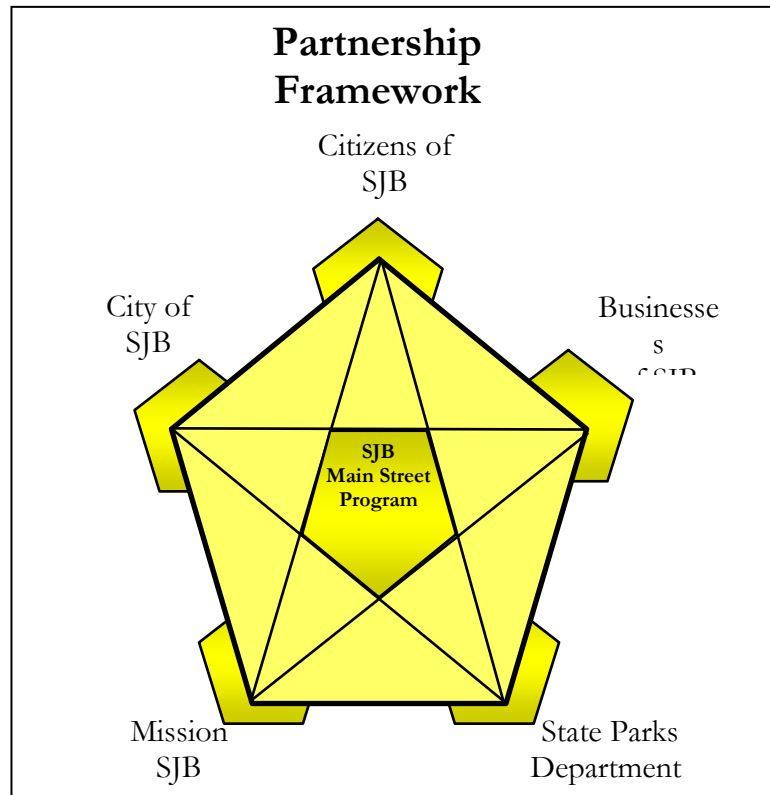 Partnership
Framework
Citizens of
SJB
City of
SJB
Businesse
s
SJB
Main Street
Program
Mission
SJB
State Parks
Department